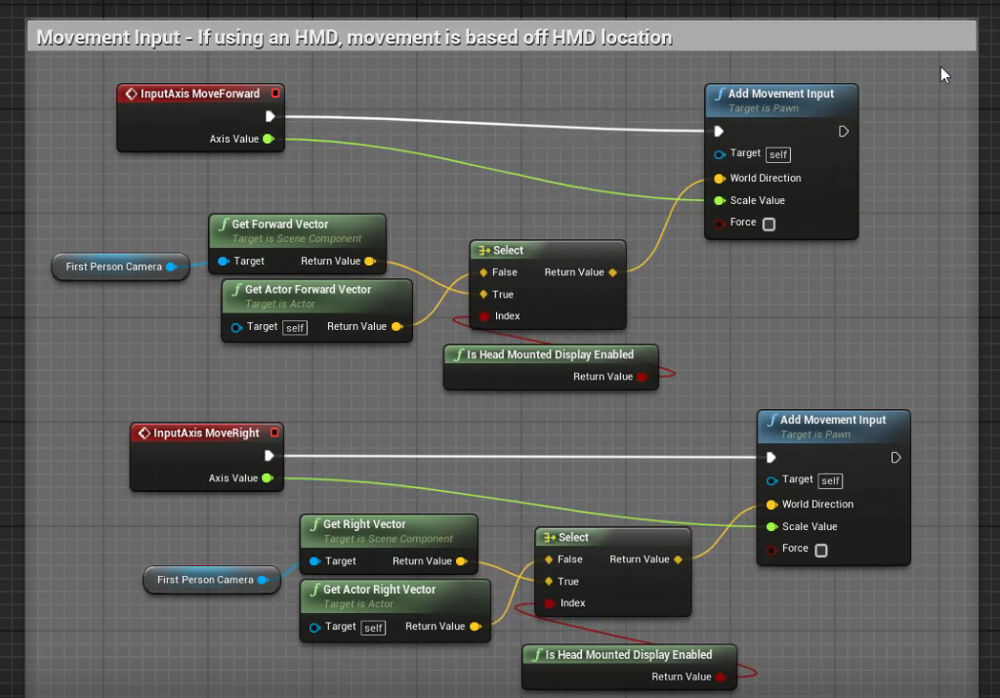 Movement Input - If using an HMD, movement is based off HMD location
InputAxis MoveForward
Axis Value
Add Movement Input
Target is Pawn
Target self
World Direction
Scale Value
Force
Get Forward Vector
Target is Scene Component
Target Return Value
First Person Camera
Get Actor Forward Vector
Target is Actor
Target self Return Value
Select
False Return Value
True
Index
Is Head Mounted Display Enabled
Return Value
InputAxis MoveRight
Axis Value
Add Movement Input
Target is Pawn
Target self
World Direction
Scale Value
Force
Get Right Vector
Target is Scene Component
Target Return Value
First Person Camera
Get Actor Right Vector
Target is Actor
Target self Return Value
Select
False Return Value
True
Index
Is Head Mounted Display Enabled
Return Value